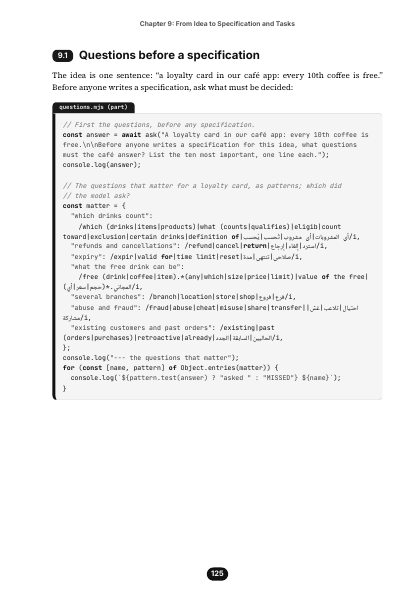 Chapter 9: From Idea to Specification and Tasks
9.1 Questions before a specification
The idea is one sentence: “a loyalty card in our café app: every 10th coffee is free.”
Before anyone writes a specification, ask what must be decided:
questions.mjs (part)
// First the questions, before any specification.
const answer = await ask("A loyalty card in our café app: every 10th coffee is
free.\n\nBefore anyone writes a specification for this idea, what questions
must the café answer? List the ten most important, one line each.");
console.log(answer);
// The questions that matter for a loyalty card, as patterns; which did
// the model ask?
const matter = {
"which drinks count":
/which (drinks|items|products)|what (counts|qualifies)|eligib|count
toward|exclusion|certain drinks|definition of|أي المشروبات|أي مشروب|تُحسب|يُحسب/i,
"refunds and cancellations": /refund|cancel|return|استرد|إلغاء|إرجاع/i,
"expiry": /expir|valid for|time limit|reset|صلاحي|تنتهي|مدة/i,
"what the free drink can be":
/free (drink|coffee|item).*(any|which|size|price|limit)|value of the free|
المجاني.*(حجم|سعر|أي)/i,
"several branches": /branch|location|store|shop|فرع|فروع/i,
"abuse and fraud": /fraud|abuse|cheat|misuse|share|transfer|احتيال|تلاعب|غش|
مشاركة/i,
"existing customers and past orders": /existing|past
(orders|purchases)|retroactive|already|الحاليين|السابقة|الجدد/i,
};
console.log("--- the questions that matter");
for (const [name, pattern] of Object.entries(matter)) {
console.log(`${pattern.test(answer) ? "asked " : "MISSED"} ${name}`);
}
125